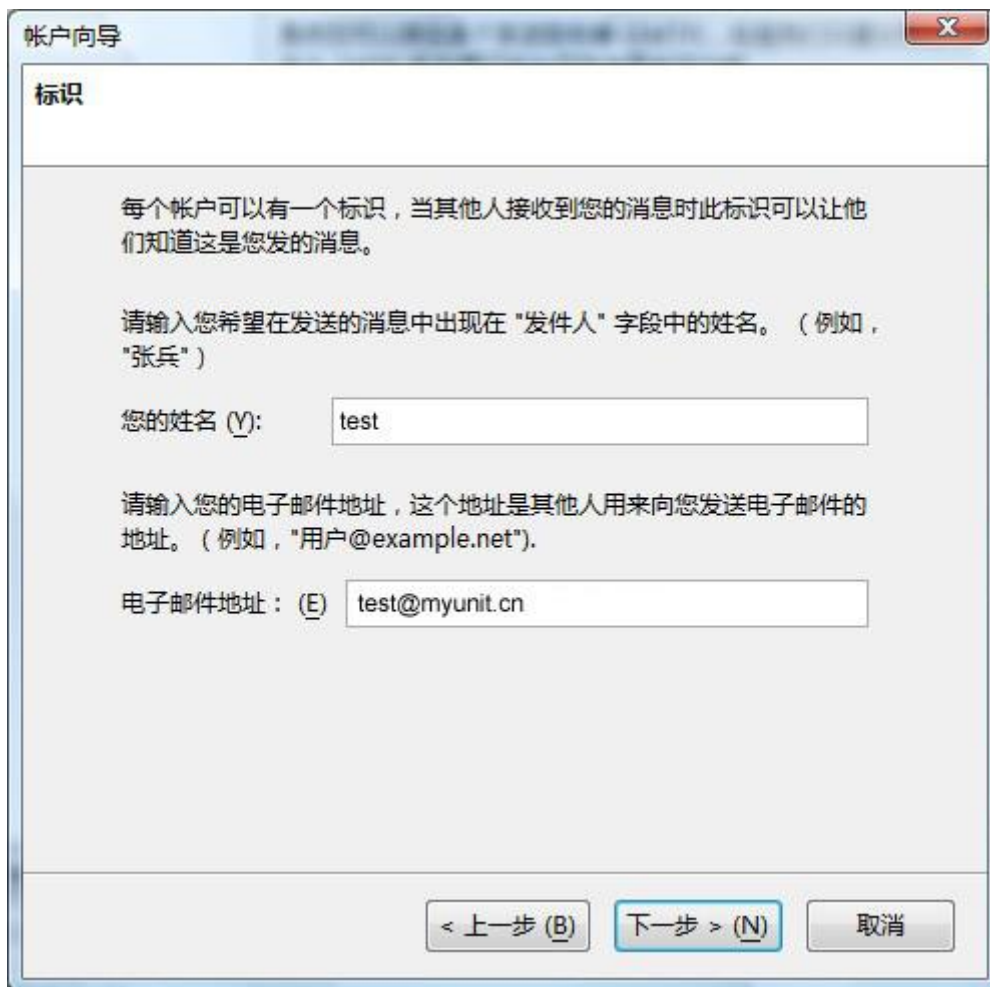 帐户向导
标识
每个帐户可以有一个标识，当其他人接收到您的消息时此标识可以让他
们知道这是您发的消息。
请输入您希望在发送的消息中出现在 "发件人" 字段中的姓名。 （例如，
"张兵"）
您的姓名 (Y): test
请输入您的电子邮件地址，这个地址是其他人用来向您发送电子邮件的
地址。（例如，"用户@example.net").
电子邮件地址： (E) test@myunit.cn
< 上一步 (B) 下一步 > (N) 取消